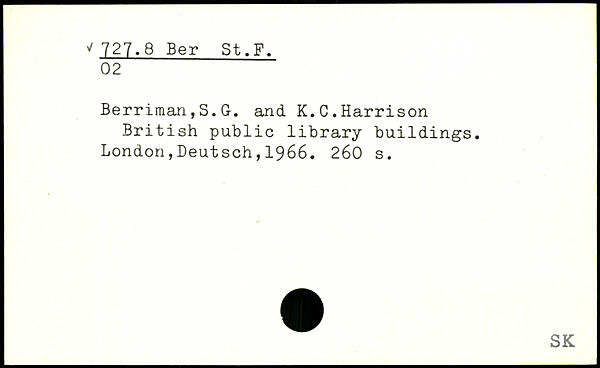 √ 727.8 Ber St.F.
02
Berriman,S.G. and K.C.Harrison
British public library buildings.
London,Deutsch,1966. 260 s.
SK